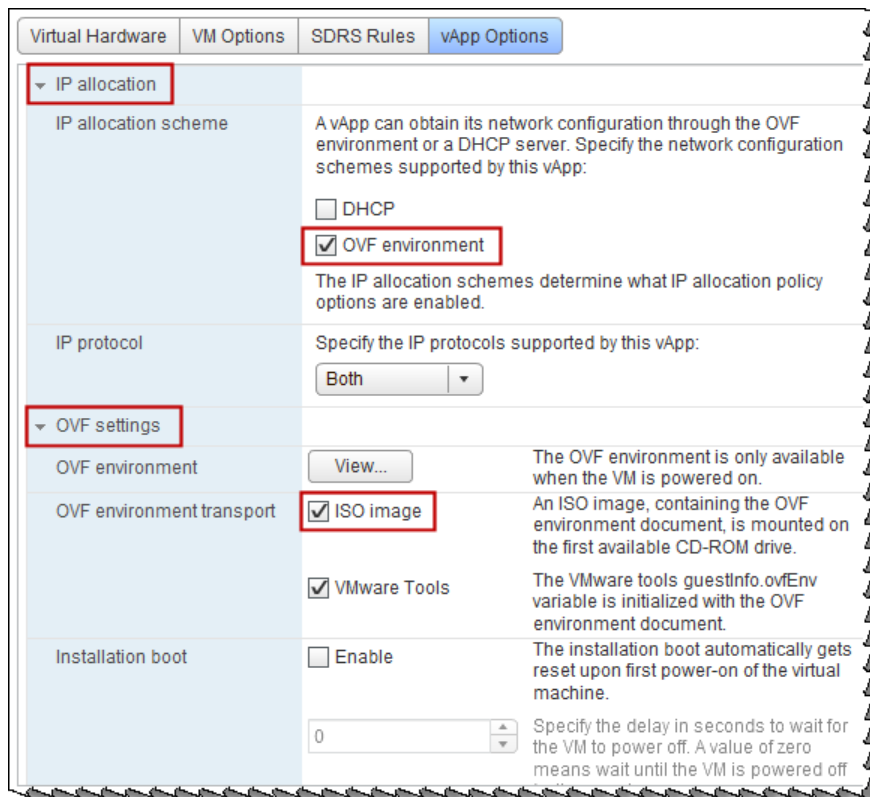 Virtual Hardware VM Options SDRS Rules vApp Options
IP allocation
IP allocation scheme
A vApp can obtain its network configuration through the OVF
environment or a DHCP server. Specify the network configuration
schemes supported by this vApp:
DHCP
OVF environment
The IP allocation schemes determine what IP allocation policy
options are enabled.
IP protocol
Specify the IP protocols supported by this vApp:
Both
OVF settings
OVF environment
View...
The OVF environment is only available
when the VM is powered on.
OVF environment transport
ISO image
An ISO image, containing the OVF
environment document, is mounted on
the first available CD-ROM drive.
VMware Tools
The VMware tools guestInfo.ovfEnv
variable is initialized with the OVF
environment document.
Installation boot
Enable
The installation boot automatically gets
reset upon first power-on of the virtual
machine.
0
Specify the delay in seconds to wait for
the VM to power off. A value of zero
means wait until the VM is powered off